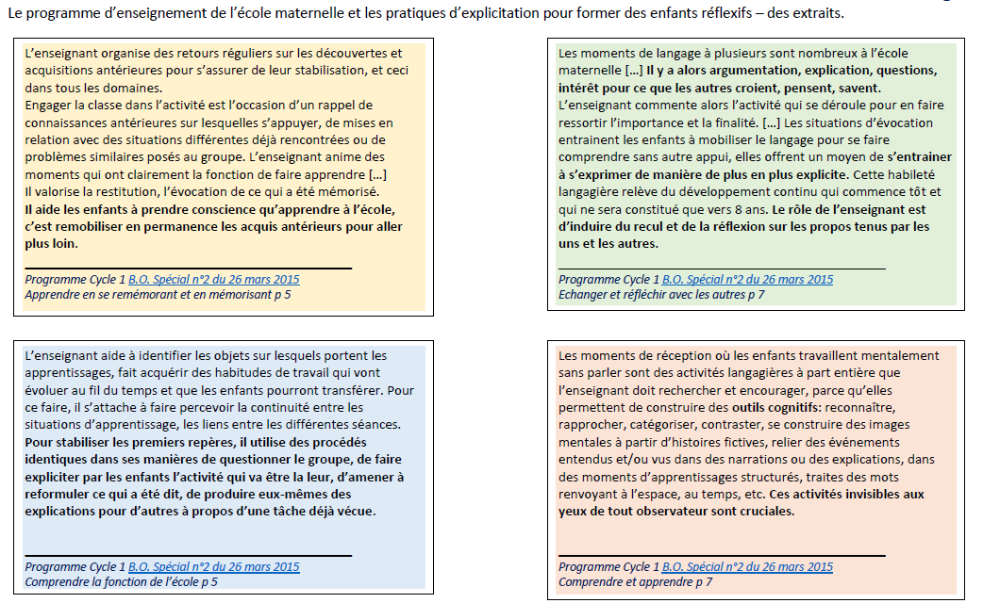 Le programme d’enseignement de l’école maternelle et les pratiques d’explicitation pour former des enfants réflexifs – des extraits.
L’enseignant organise des retours réguliers sur les découvertes et
acquisitions antérieures pour s’assurer de leur stabilisation, et ceci
dans tous les domaines.
Engager la classe dans l’activité est l’occasion d’un rappel de
connaissances antérieures sur lesquelles s’appuyer, de mises en
relation avec des situations différentes déjà rencontrées ou de
problèmes similaires posés au groupe. L’enseignant anime des
moments qui ont clairement la fonction de faire apprendre […]
Il valorise la restitution, l’évocation de ce qui a été mémorisé.
Il aide les enfants à prendre conscience qu’apprendre à l’école,
c’est remobiliser en permanence les acquis antérieurs pour aller
plus loin.
Programme Cycle 1 B.O. Spécial n°2 du 26 mars 2015
Apprendre en se remémorant et en mémorisant p 5
Les moments de langage à plusieurs sont nombreux à l’école
maternelle […] Il y a alors argumentation, explication, questions,
intérêt pour ce que les autres croient, pensent, savent.
L’enseignant commente alors l’activité qui se déroule pour en faire
ressortir l’importance et la finalité. […] Les situations d’évocation
entrainent les enfants à mobiliser le langage pour se faire
comprendre sans autre appui, elles offrent un moyen de s’entrainer
à s’exprimer de manière de plus en plus explicite. Cette habileté
langagière relève du développement continu qui commence tôt et
qui ne sera constitué que vers 8 ans. Le rôle de l’enseignant est
d’induire du recul et de la réflexion sur les propos tenus par les
uns et les autres.
Programme Cycle 1 B.O. Spécial n°2 du 26 mars 2015
Echanger et réfléchir avec les autres p 7
L’enseignant aide à identifier les objets sur lesquels portent les
apprentissages, fait acquérir des habitudes de travail qui vont
évoluer au fil du temps et que les enfants pourront transférer. Pour
ce faire, il s’attache à faire percevoir la continuité entre les
situations d’apprentissage, les liens entre les différentes séances.
Pour stabiliser les premiers repères, il utilise des procédés
identiques dans ses manières de questionner le groupe, de faire
expliciter par les enfants l’activité qui va être la leur, d’amener à
reformuler ce qui a été dit, de produire eux-mêmes des
explications pour d’autres à propos d’une tâche déjà vécue.
Programme Cycle 1 B.O. Spécial n°2 du 26 mars 2015
Comprendre la fonction de l’école p 5
Les moments de réception où les enfants travaillent mentalement
sans parler sont des activités langagières à part entière que
l’enseignant doit rechercher et encourager, parce qu’elles
permettent de construire des outils cognitifs: reconnaître,
rapprocher, catégoriser, contraster, se construire des images
mentales à partir d’histoires fictives, relier des événements
entendus et/ou vus dans des narrations ou des explications, dans
des moments d’apprentissages structurés, traites des mots
renvoyant à l’espace, au temps, etc. Ces activités invisibles aux
yeux de tout observateur sont cruciales.
Programme Cycle 1 B.O. Spécial n°2 du 26 mars 2015
Comprendre et apprendre p 7